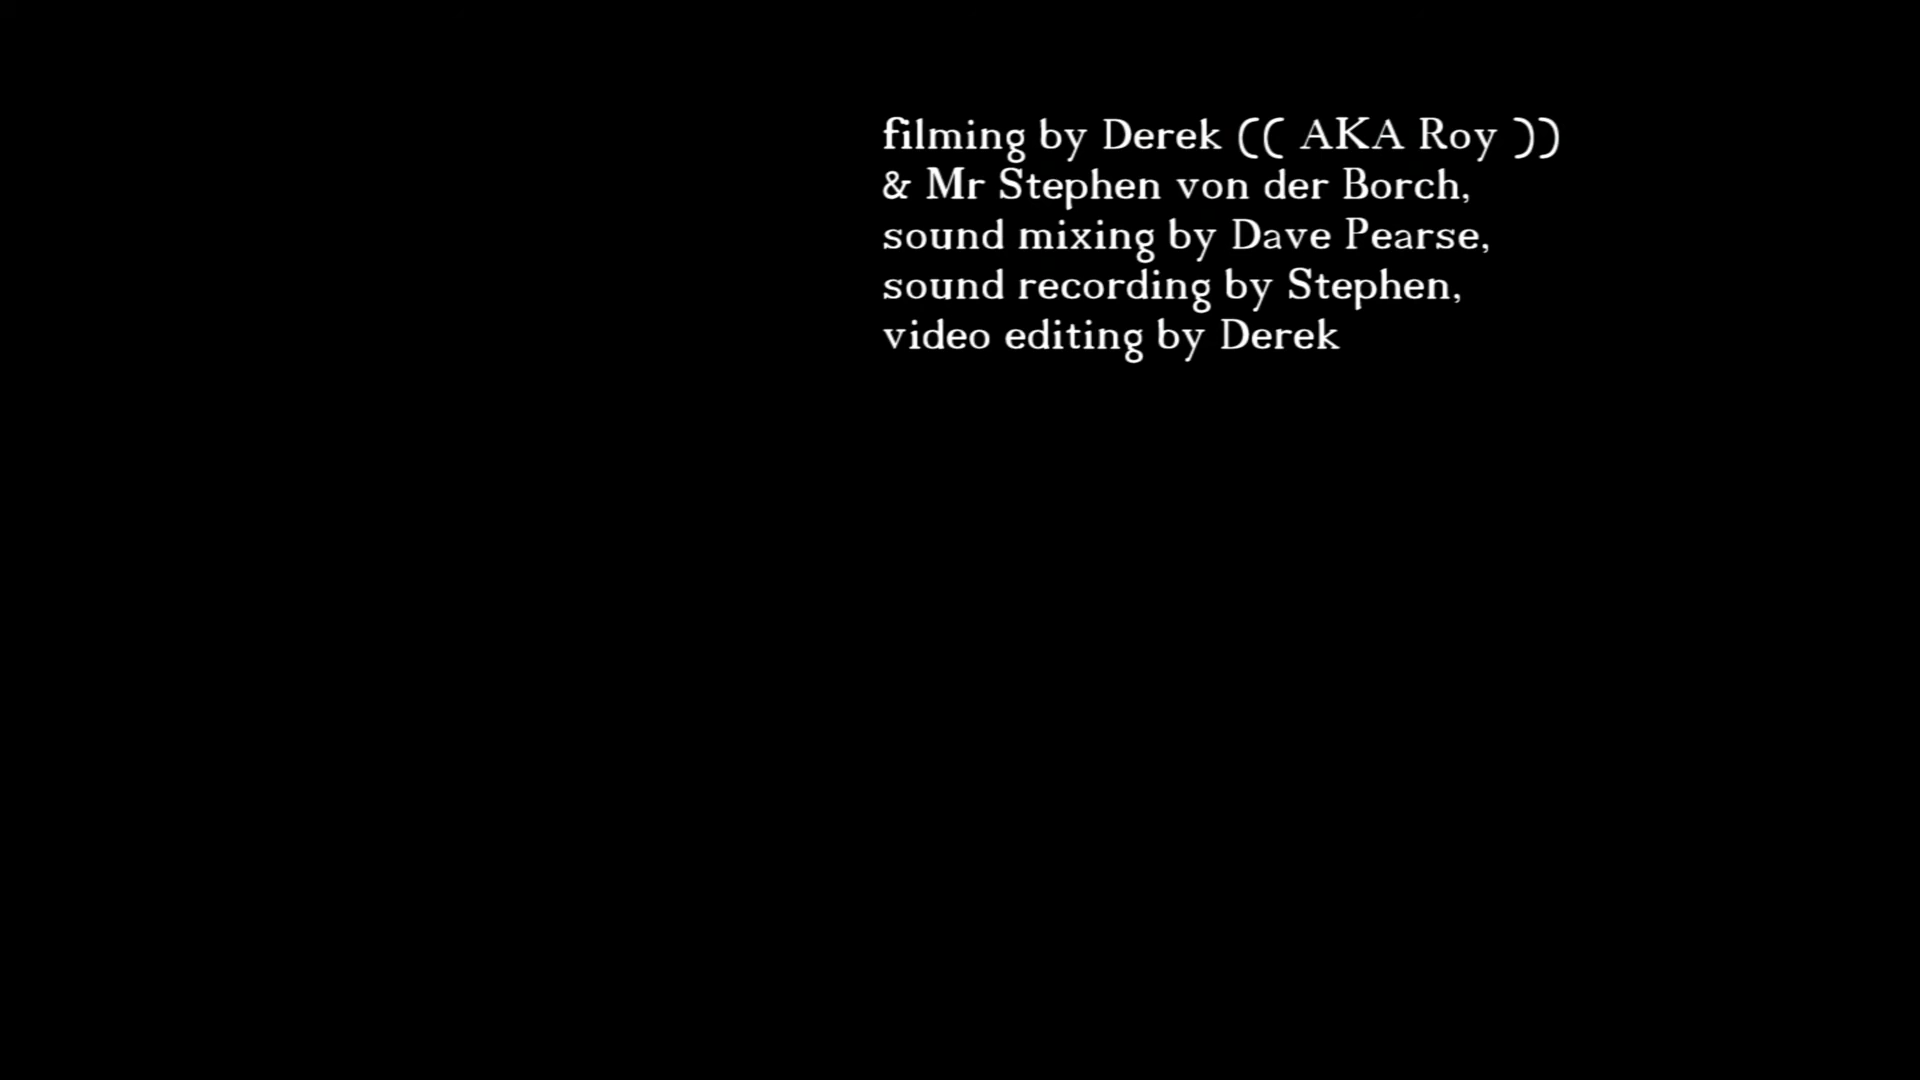 filming by Derek (( AKA Roy ))
& Mr Stephen von der Borch,
sound mixing by Dave Pearse,
sound recording by Stephen,
video editing by Derek